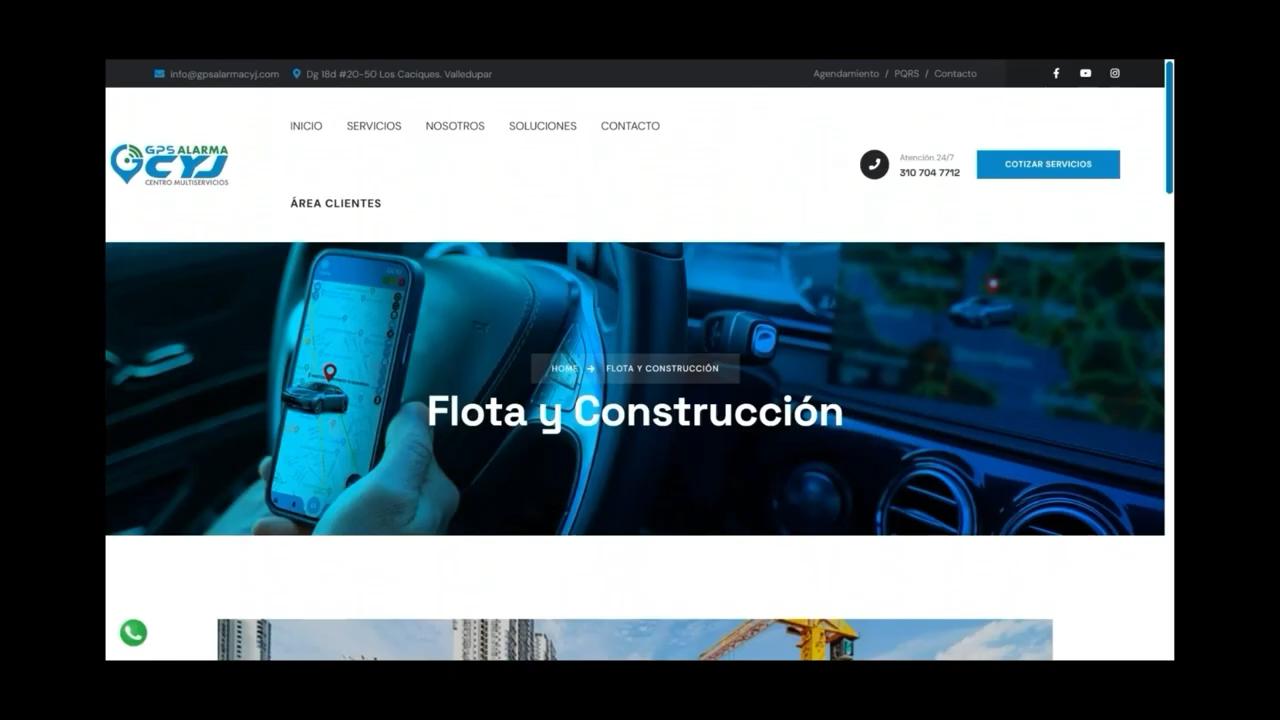 info@gpsalarmacyj.com Dg 18d #20-50 Los Caciques. Valledupar Agendamiento / PQRS / Contacto
INICIO SERVICIOS NOSOTROS SOLUCIONES CONTACTO
GPS ALARMA
CYJ
CENTRO MULTISERVICIOS
Atención 24/7
310 704 7712
COTIZAR SERVICIOS
ÁREA CLIENTES
HOME → FLOTA Y CONSTRUCCIÓN
Flota y Construcción